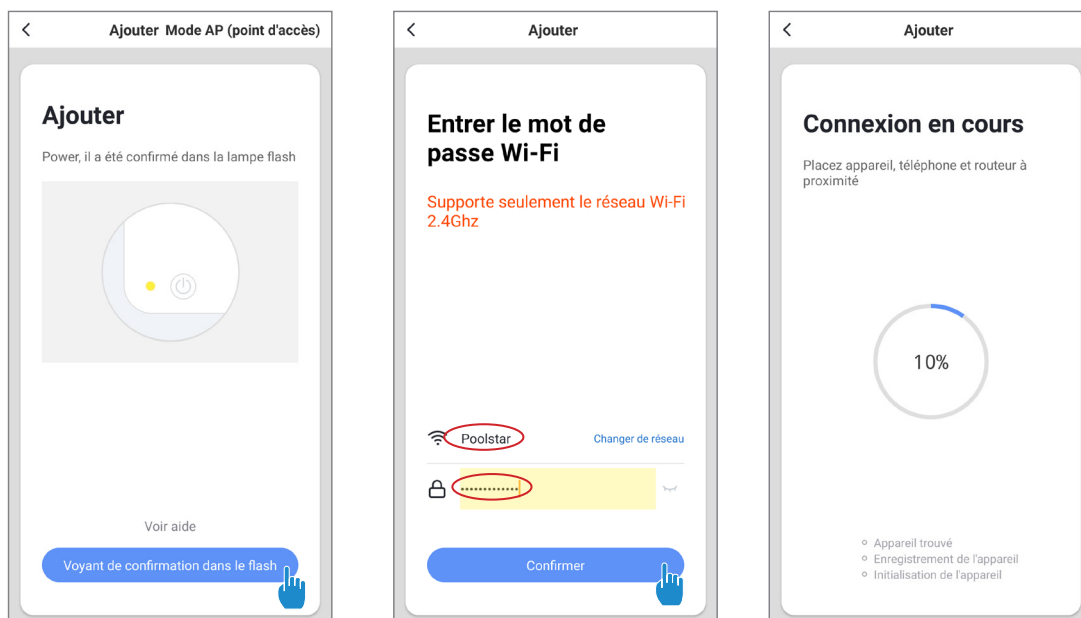 Ajouter Mode AP (point d'accès)
Ajouter
Power, il a été confirmé dans la lampe flash
Voir aide
Voyant de confirmation dans le flash
Ajouter
Entrer le mot de
passe Wi-Fi
Supporte seulement le réseau Wi-Fi
2.4Ghz
Poolstar Changer de réseau
•••••••••••••
Confirmer
Ajouter
Connexion en cours
Placez appareil, téléphone et routeur à
proximité
10%
Appareil trouvé
Enregistrement de l'appareil
Initialisation de l'appareil